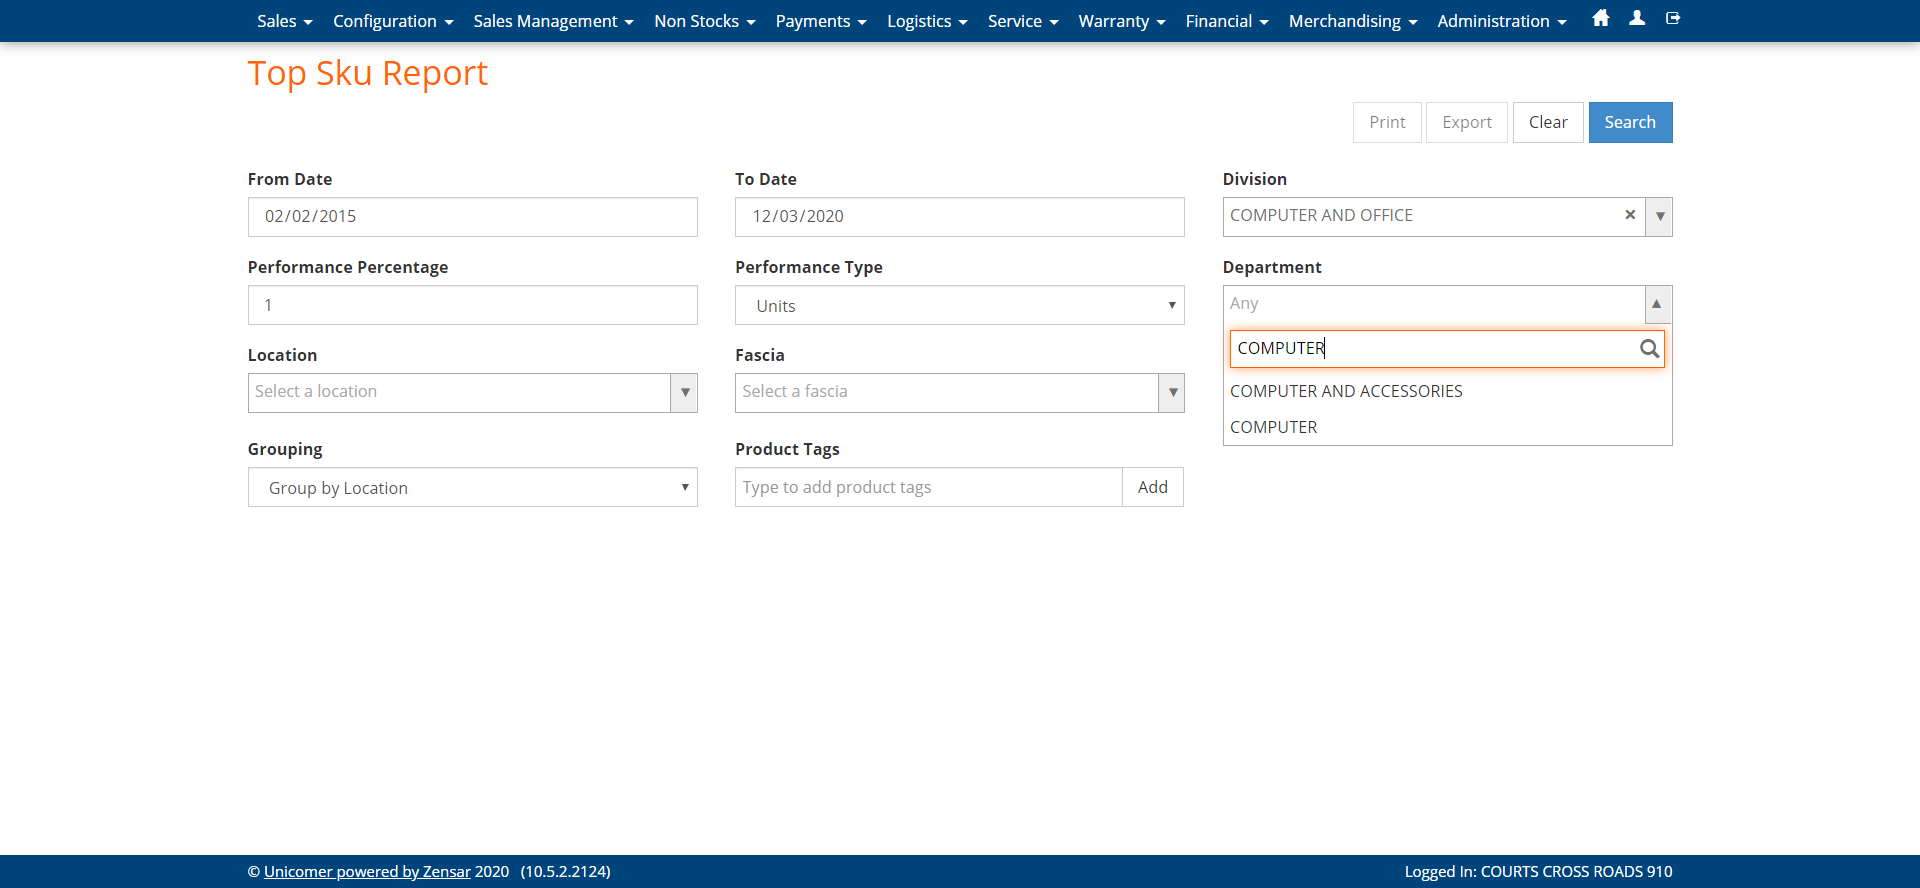 Sales Configuration Sales Management Non Stocks Payments Logistics Service Warranty Financial Merchandising Administration
Top Sku Report
Print Export Clear Search
From Date To Date Division
02/02/2015 12/03/2020 COMPUTER AND OFFICE
Performance Percentage Performance Type Department
1 Units Any
COMPUTER
Location Fascia
Select a location Select a fascia COMPUTER AND ACCESSORIES
COMPUTER
Grouping Product Tags
Group by Location Type to add product tags Add
© Unicomer powered by Zensar 2020 (10.5.2.2124) Logged In: COURTS CROSS ROADS 910